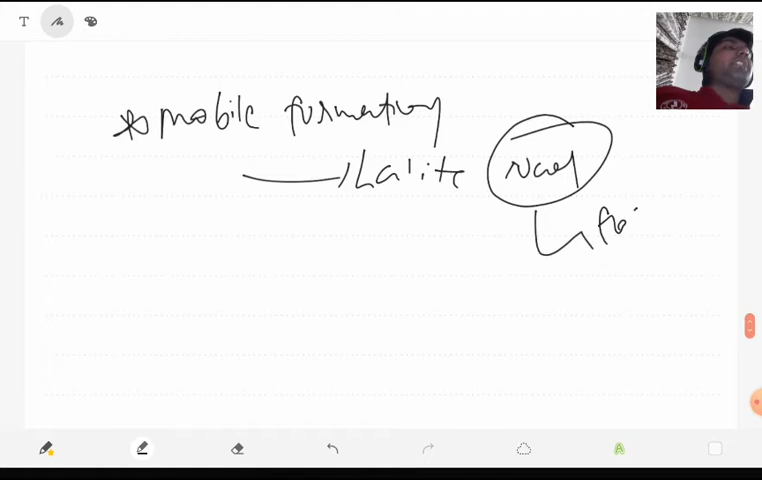 * mobile formation
→ Halite NaCl
T
A